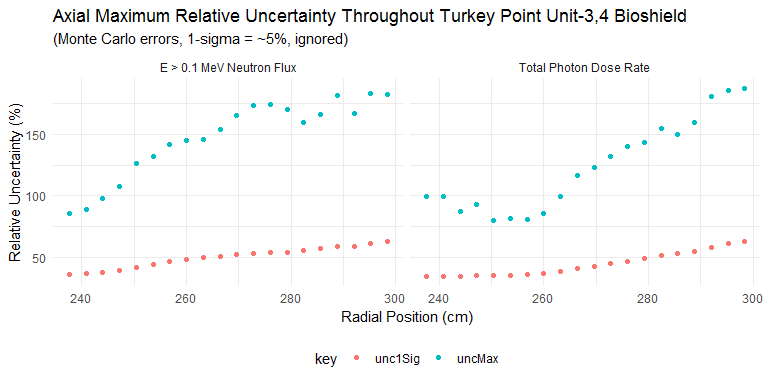 Axial Maximum Relative Uncertainty Throughout Turkey Point Unit-3,4 Bioshield
(Monte Carlo errors, 1-sigma = ~5%, ignored)
E > 0.1 MeV Neutron Flux
Total Photon Dose Rate
Relative Uncertainty (%)
150
100
50
240 260 280 300
240 260 280 300
Radial Position (cm)
key unc1Sig uncMax